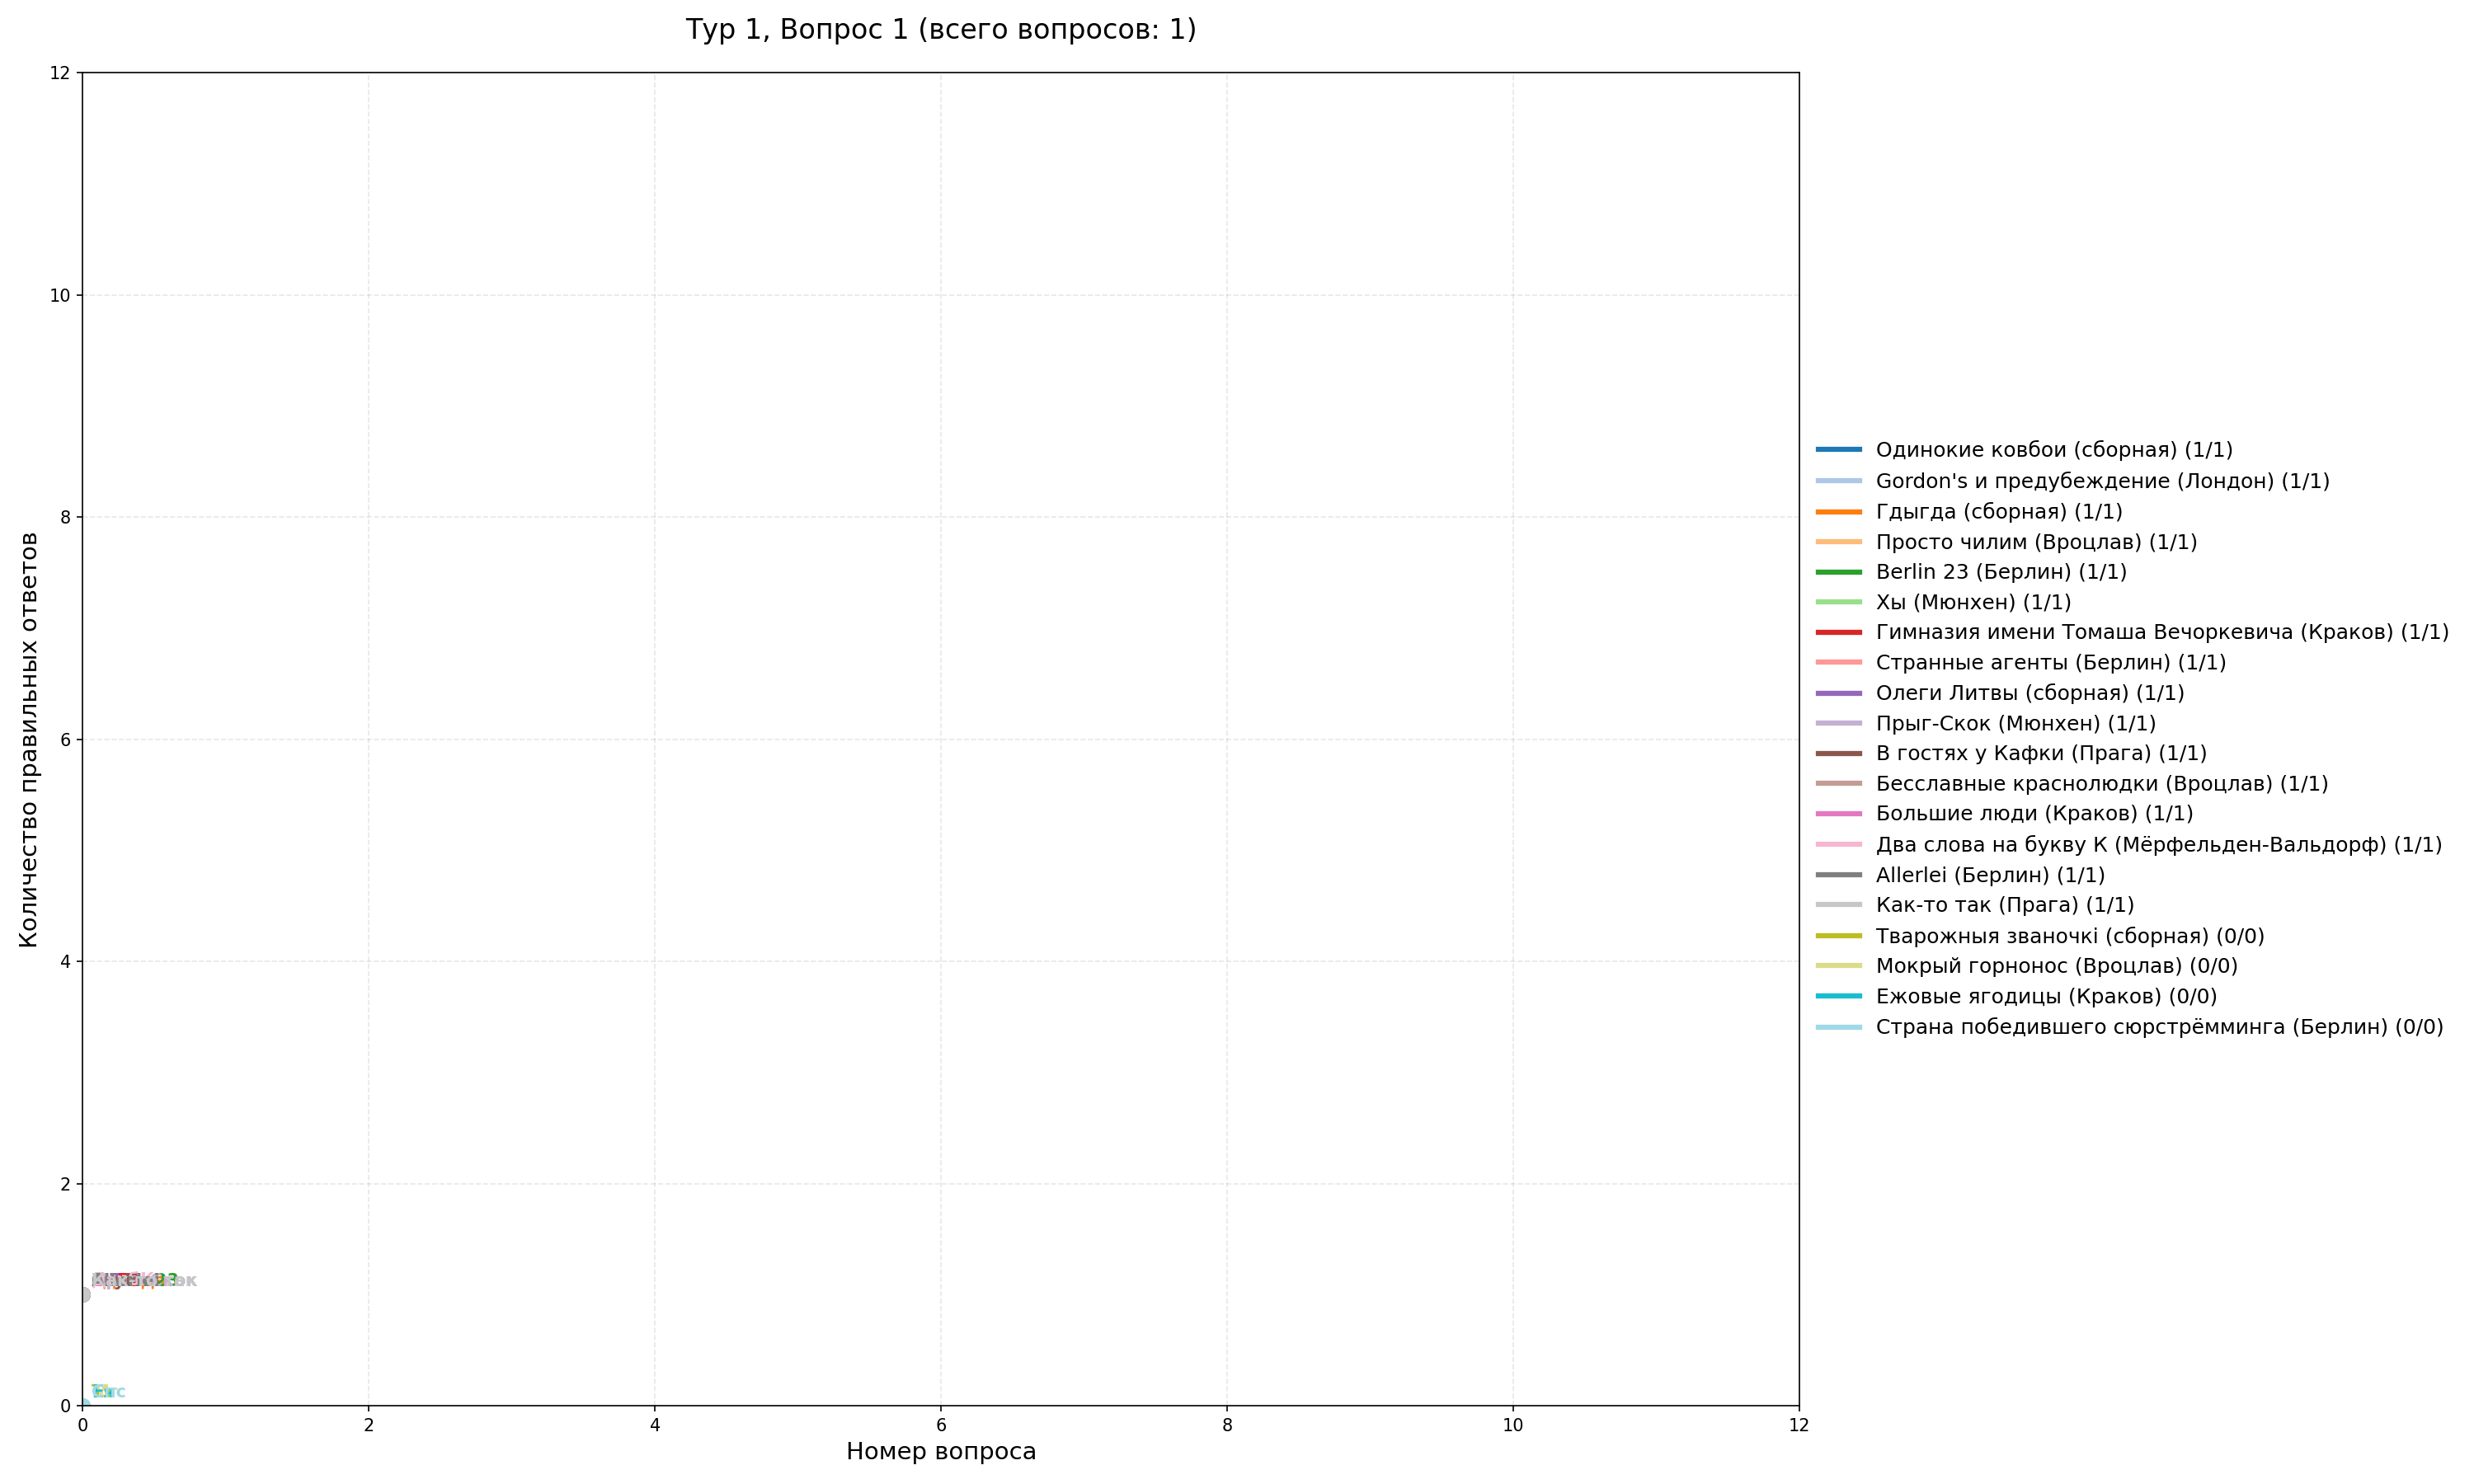 Тур 1, Вопрос 1 (всего вопросов: 1)
12
10
8
6
4
2
0
Количество правильных ответов
0 2 4 6 8 10 12
Номер вопроса
Одинокие ковбои (сборная) (1/1)
Gordon's и предубеждение (Лондон) (1/1)
Гдыгда (сборная) (1/1)
Просто чилим (Вроцлав) (1/1)
Berlin 23 (Берлин) (1/1)
Хы (Мюнхен) (1/1)
Гимназия имени Томаша Вечоркевича (Краков) (1/1)
Странные агенты (Берлин) (1/1)
Олеги Литвы (сборная) (1/1)
Прыг-Скок (Мюнхен) (1/1)
В гостях у Кафки (Прага) (1/1)
Бесславные краснолюдки (Вроцлав) (1/1)
Большие люди (Краков) (1/1)
Два слова на букву К (Мёрфельден-Вальдорф) (1/1)
Allerlei (Берлин) (1/1)
Как-то так (Прага) (1/1)
Тварожныя званочкі (сборная) (0/0)
Мокрый горнонос (Вроцлав) (0/0)
Ежовые ягодицы (Краков) (0/0)
Страна победившего сюрстрёмминга (Берлин) (0/0)